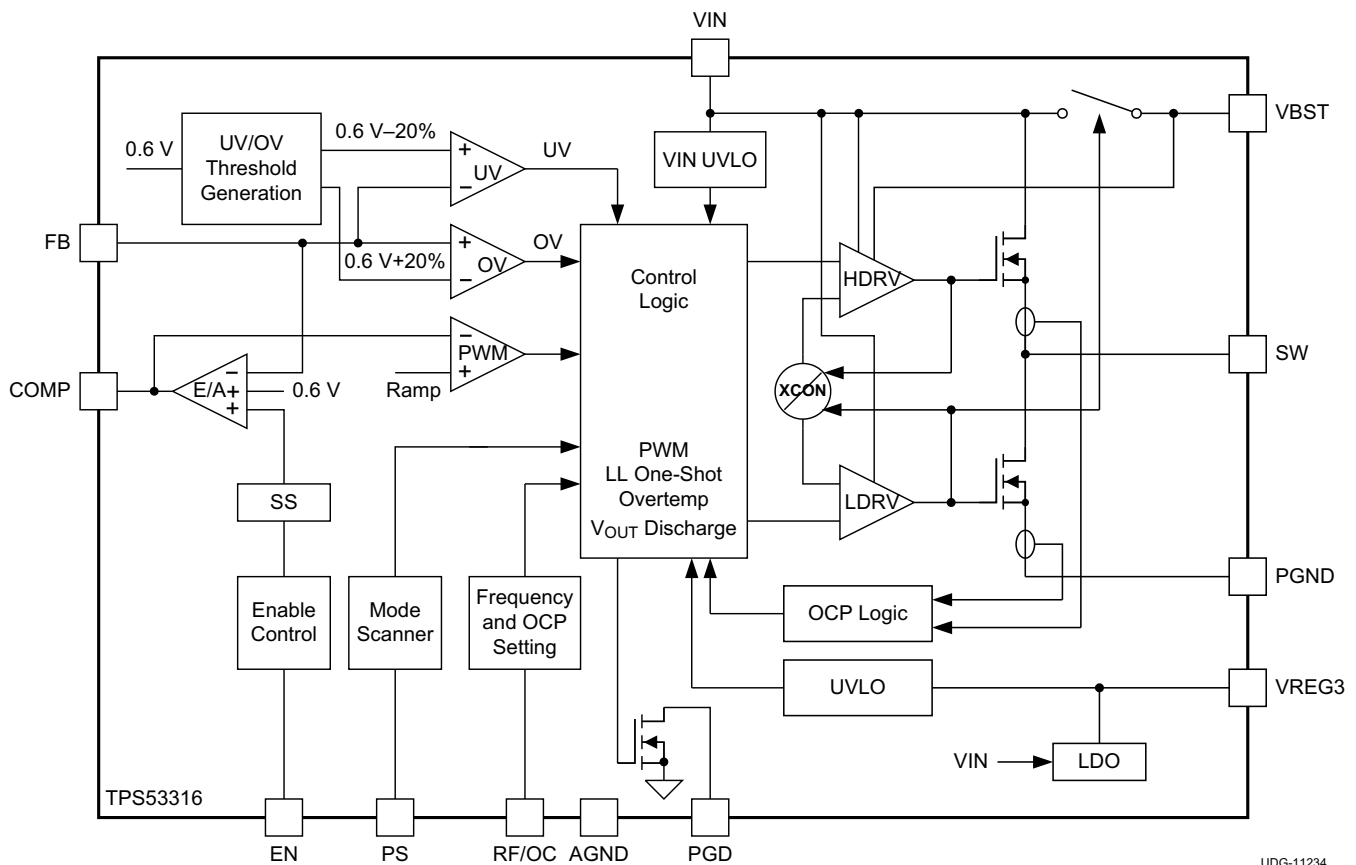 VIN
VBST
0.6 V–20%
UV/OV
Threshold
Generation
0.6 V
+
UV
–
UV
VIN UVLO
FB
+
OV
–
OV
0.6 V+20%
Control
Logic
HDRV
–
PWM
+
Ramp
SW
COMP
–
E/A+
+
0.6 V
XCON
PWM
LL One-Shot
Overtemp
VOUT Discharge
LDRV
SS
PGND
Enable
Control
Mode
Scanner
Frequency
and OCP
Setting
OCP Logic
UVLO
VREG3
VIN
LDO
TPS53316
EN
PS
RF/OC
AGND
PGD
UDG-11234